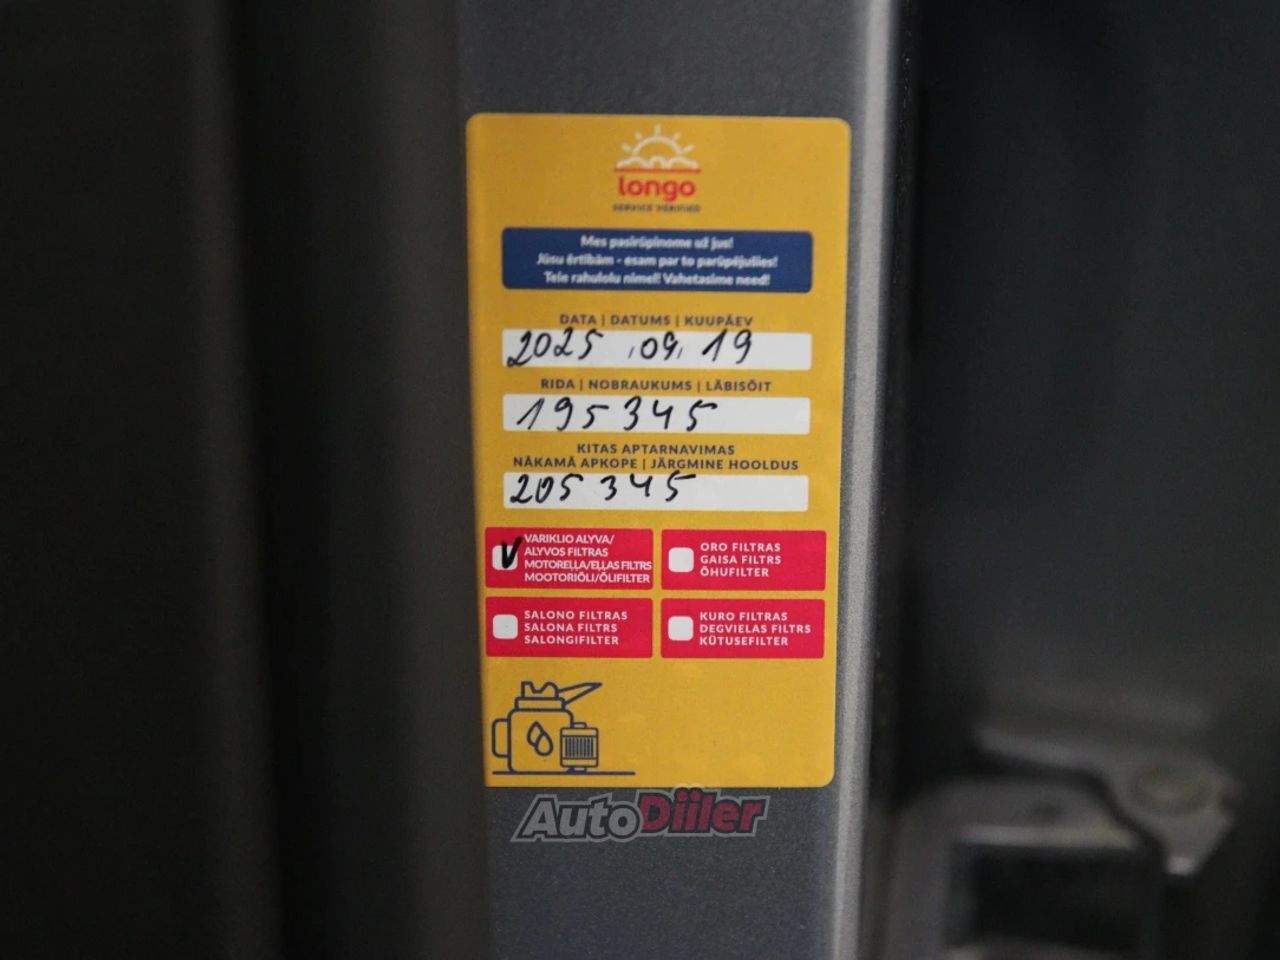 longo
SERVICE VERIFIED
Mes pasirūpinome už jus!
Jūsu ērtībām - esam par to parūpējušies!
Teie rahulolu nimel! Vahetasime need!
DATA | DATUMS | KUUPÄEV
2025.09.19
RIDA | NOBRAUKUMS | LÄBISÕIT
195345
KITAS APTARNAVIMAS
NĀKAMĀ APKOPE | JÄRGMINE HOOLDUS
205345
V
VARIKLIO ALYVA/
ALYVOS FILTRAS
MOTOREĻĻA/EĻĻAS FILTRS
MOOTORIÕLI/ÕLIFILTER
ORO FILTRAS
GAISA FILTRS
ÕHUFILTER
SALONO FILTRAS
SALONA FILTRS
SALONGIFILTER
KURO FILTRAS
DEGVIELAS FILTRS
KÜTUSEFILTER
AutoDiiler